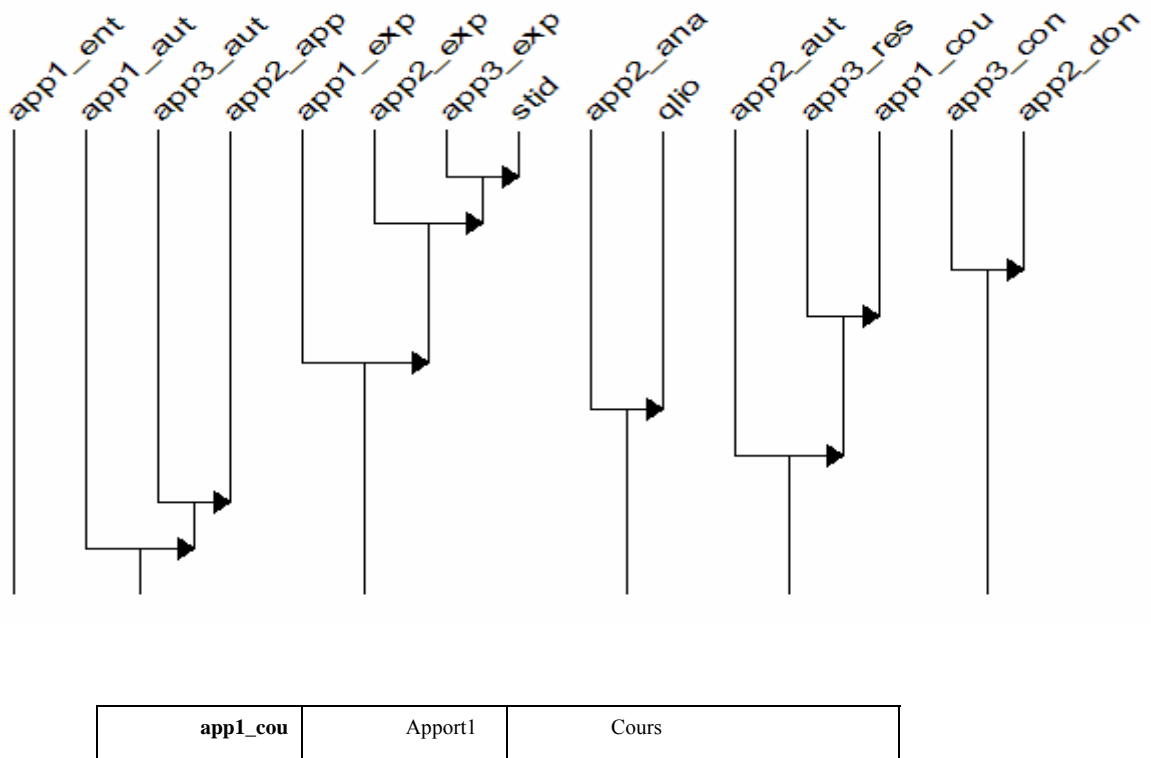 app1_ent
app1_aut
app3_aut
app2_app
app1_exp
app2_exp
app3_exp
stid
app2_ana
qlio
app2_aut
app3_res
app1_cou
app3_con
app2_don
app1_cou Apport1 Cours